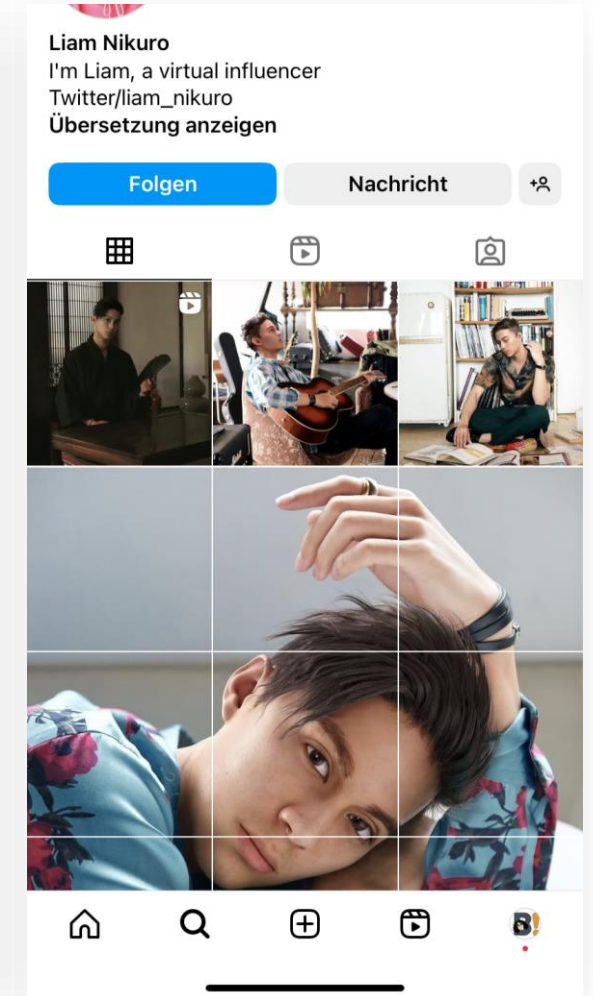 Liam Nikuro
I'm Liam, a virtual influencer
Twitter/liam_nikuro
Übersetzung anzeigen
Folgen
Nachricht
B!